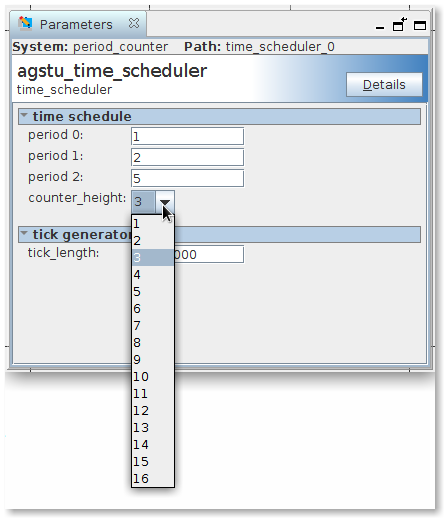 Parameters
System: period_counter Path: time_scheduler_0
agstu_time_scheduler
time_scheduler
Details
time schedule
period 0: 1
period 1: 2
period 2: 5
counter_height: 3
1
2
3
tick generator
tick_length: 000
4
5
6
7
8
9
10
11
12
13
14
15
16